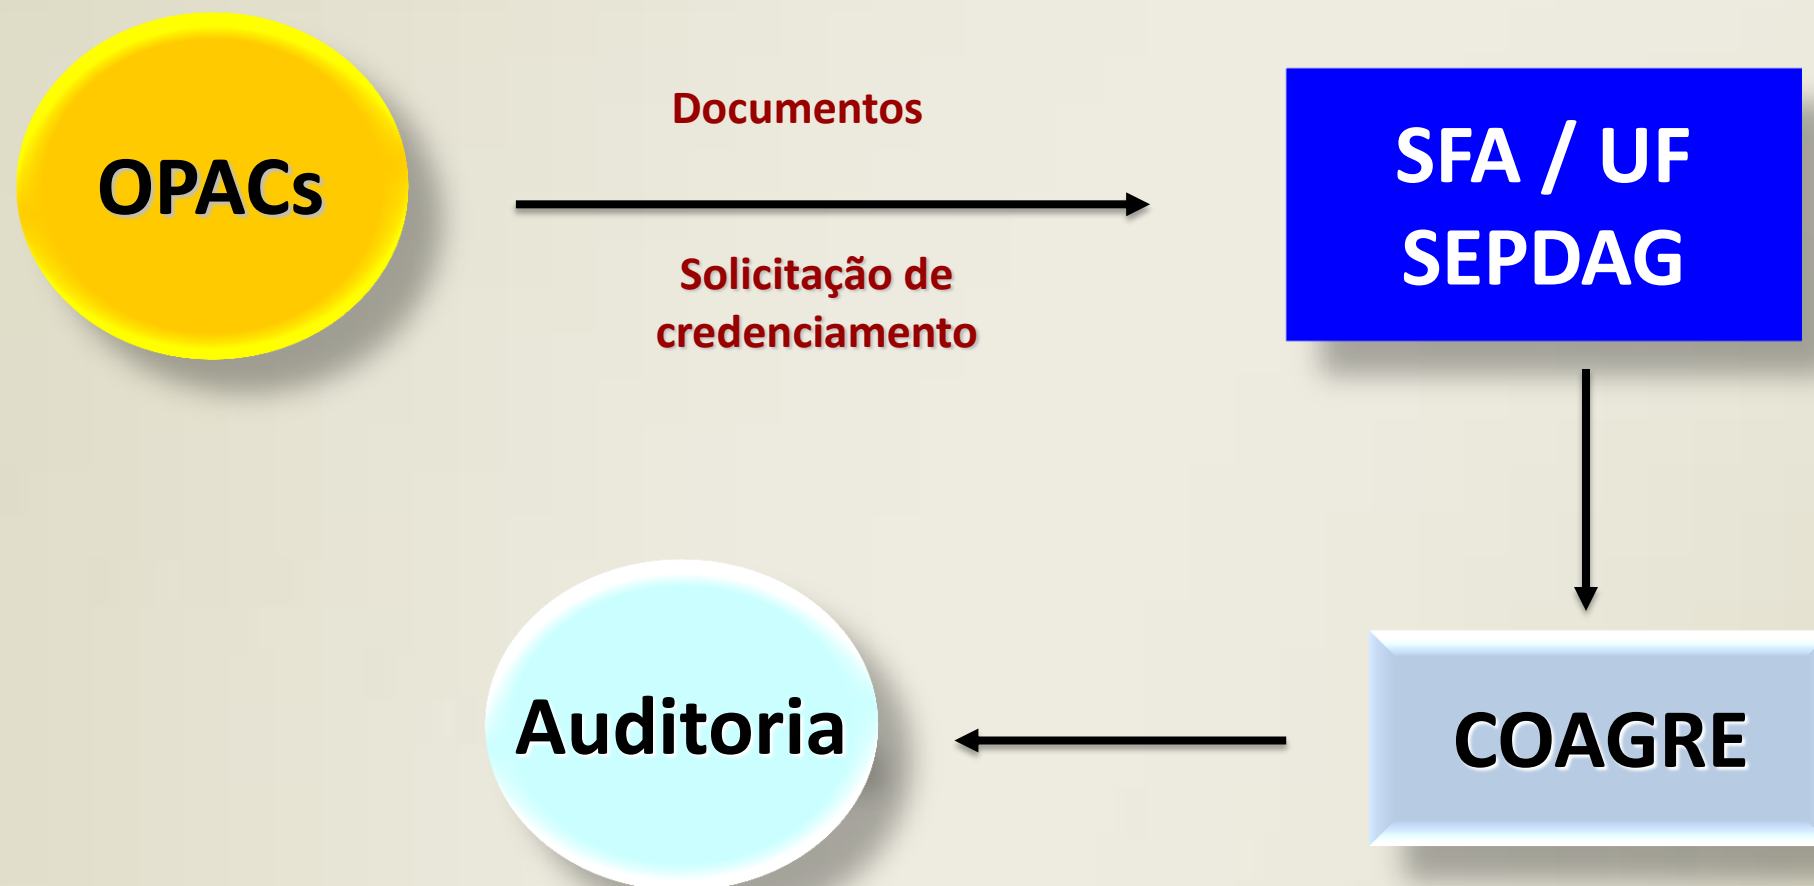 OPACs
Documentos
Solicitação de
credenciamento
SFA / UF
SEPDAG
Auditoria
COAGRE